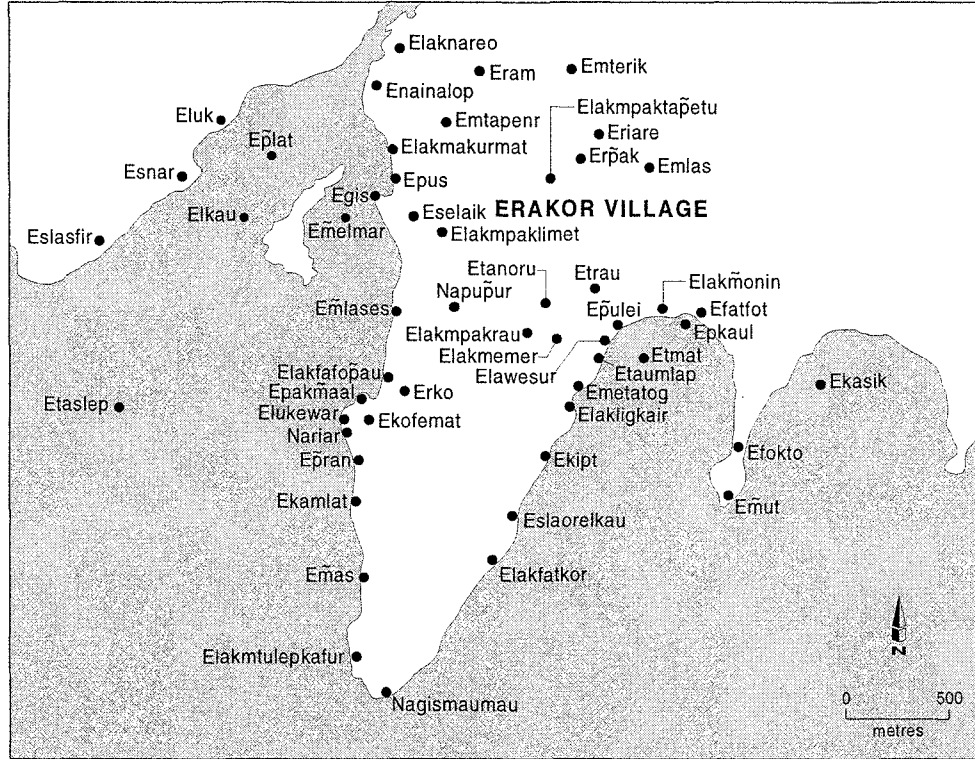 Elaknareo
Eram
Emterik
Enainalop
Elakmpaktap̃etu
Eluk
Emtapenr
Eriare
Ep̃lat
Elakmakurmat
Erp̃ak
Emlas
Esnar
Epus
Egis
ERAKOR VILLAGE
Elkau
Em̃elmar
Eselaik
Eslasfir
Elakmpaklimet
Etanoru
Etrau
Elakm̃onin
Napup̃ur
Em̃lases
Ep̃ulei
Efatfot
Elakmpakrau
Epkaul
Elakmemer
Elawesur
Etmat
Etaumlap
Elakfafop̃au
Epakm̃aal
Erko
Emetatog
Ekasik
Etaslep
Elukewar
Ekofemat
Elakligkair
Nariar
Ep̃ran
Ekipt
Efokto
Ekamlat
Em̃ut
Eslaorelkau
Em̃as
Elakfatkor
Elakmtulepkafur
Nagismaumau
N
0 500
metres